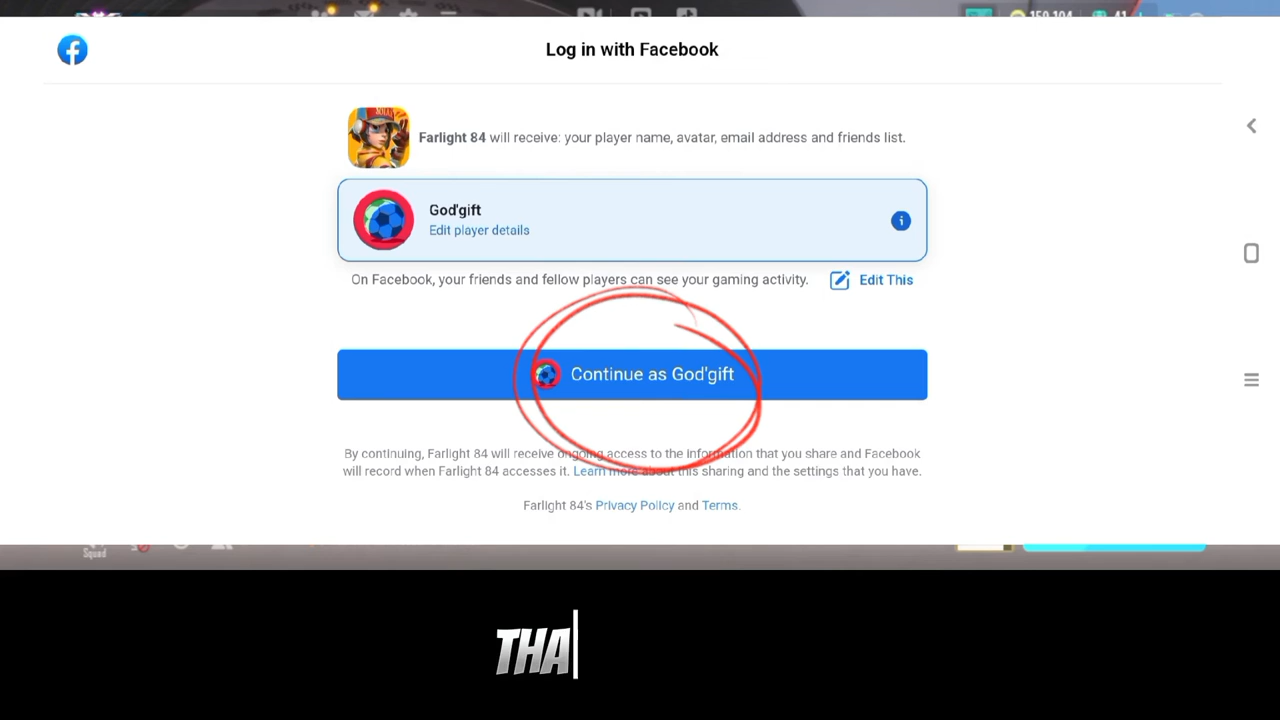 159,104
41
Log in with Facebook
Farlight 84 will receive: your player name, avatar, email address and friends list.
God'gift
Edit player details
On Facebook, your friends and fellow players can see your gaming activity.
Edit This
Continue as God'gift
By continuing, Farlight 84 will receive ongoing access to the information that you share and Facebook
will record when Farlight 84 accesses it. Learn more about this sharing and the settings that you have.
Farlight 84's Privacy Policy and Terms.
Squad
THA